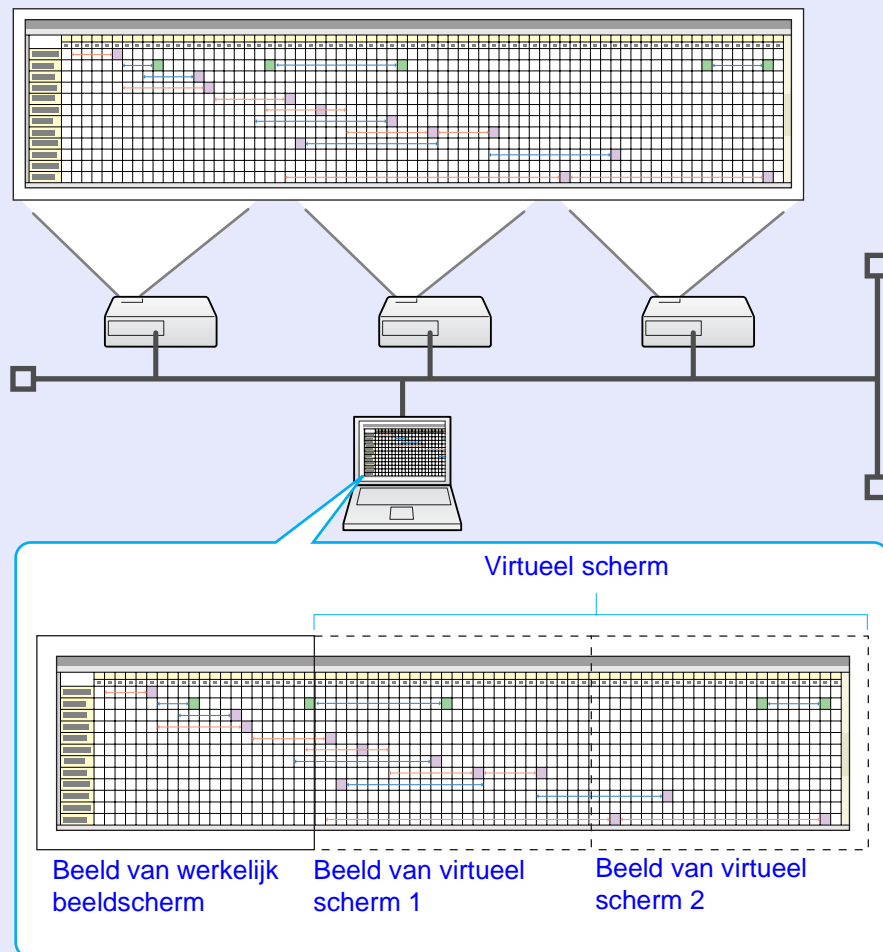 Virtueel scherm
Beeld van werkelijk
beeldscherm
Beeld van virtueel
scherm 1
Beeld van virtueel
scherm 2